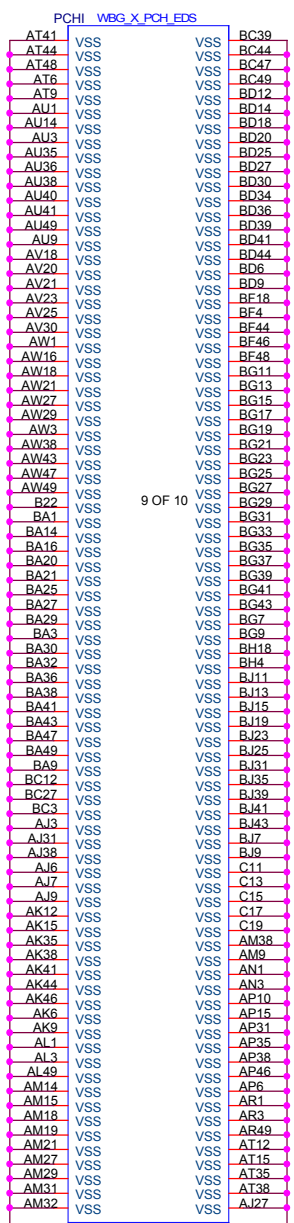 PCHI WBG_X_PCH_EDS
AT41 VSS VSS BC39
AT44 VSS VSS BC44
AT48 VSS VSS BC47
AT6 VSS VSS BC49
AT9 VSS VSS BD12
AU1 VSS VSS BD14
AU14 VSS VSS BD18
AU3 VSS VSS BD20
AU35 VSS VSS BD25
AU36 VSS VSS BD27
AU38 VSS VSS BD30
AU40 VSS VSS BD34
AU41 VSS VSS BD36
AU49 VSS VSS BD39
AU9 VSS VSS BD41
AV18 VSS VSS BD44
AV20 VSS VSS BD6
AV21 VSS VSS BD9
AV23 VSS VSS BF18
AV25 VSS VSS BF4
AV30 VSS VSS BF44
AW1 VSS VSS BF46
AW16 VSS VSS BF48
AW18 VSS VSS BG11
AW21 VSS VSS BG13
AW27 VSS VSS BG15
AW29 VSS VSS BG17
AW3 VSS VSS BG19
AW38 VSS VSS BG21
AW43 VSS VSS BG23
AW47 VSS VSS BG25
AW49 VSS VSS BG27
B22 VSS 9 OF 10 VSS BG29
BA1 VSS VSS BG31
BA14 VSS VSS BG33
BA16 VSS VSS BG35
BA20 VSS VSS BG37
BA21 VSS VSS BG39
BA25 VSS VSS BG41
BA27 VSS VSS BG43
BA29 VSS VSS BG7
BA3 VSS VSS BG9
BA30 VSS VSS BH18
BA32 VSS VSS BH4
BA36 VSS VSS BJ11
BA38 VSS VSS BJ13
BA41 VSS VSS BJ15
BA43 VSS VSS BJ19
BA47 VSS VSS BJ23
BA49 VSS VSS BJ25
BA9 VSS VSS BJ31
BC12 VSS VSS BJ35
BC27 VSS VSS BJ39
BC3 VSS VSS BJ41
AJ3 VSS VSS BJ43
AJ31 VSS VSS BJ7
AJ38 VSS VSS BJ9
AJ6 VSS VSS C11
AJ7 VSS VSS C13
AJ9 VSS VSS C15
AK12 VSS VSS C17
AK15 VSS VSS C19
AK35 VSS VSS AM38
AK38 VSS VSS AM9
AK41 VSS VSS AN1
AK44 VSS VSS AN3
AK46 VSS VSS AP10
AK6 VSS VSS AP15
AK9 VSS VSS AP31
AL1 VSS VSS AP35
AL3 VSS VSS AP38
AL49 VSS VSS AP46
AM14 VSS VSS AP6
AM15 VSS VSS AR1
AM18 VSS VSS AR3
AM19 VSS VSS AR49
AM21 VSS VSS AT12
AM27 VSS VSS AT15
AM29 VSS VSS AT35
AM31 VSS VSS AT38
AM32 VSS VSS AJ27